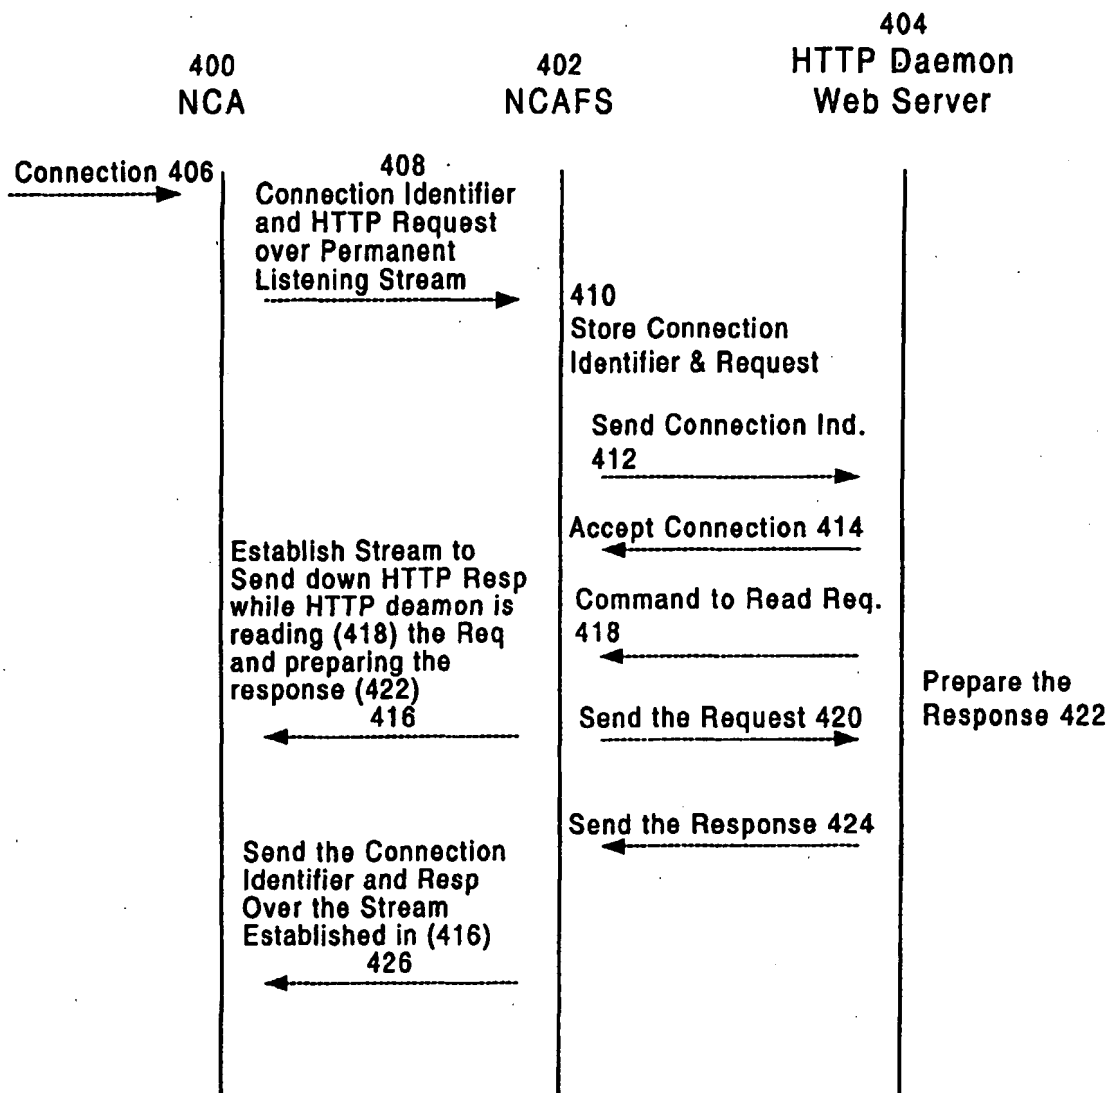 400
NCA
402
NCAFS
404
HTTP Daemon
Web Server
Connection 406
408
Connection Identifier
and HTTP Request
over Permanent
Listening Stream
410
Store Connection
Identifier & Request
Send Connection Ind.
412
Accept Connection 414
Establish Stream to
Send down HTTP Resp
while HTTP deamon is
reading (418) the Req
and preparing the
response (422)
416
Command to Read Req.
418
Send the Request 420
Prepare the
Response 422
Send the Response 424
Send the Connection
Identifier and Resp
Over the Stream
Established in (416)
426